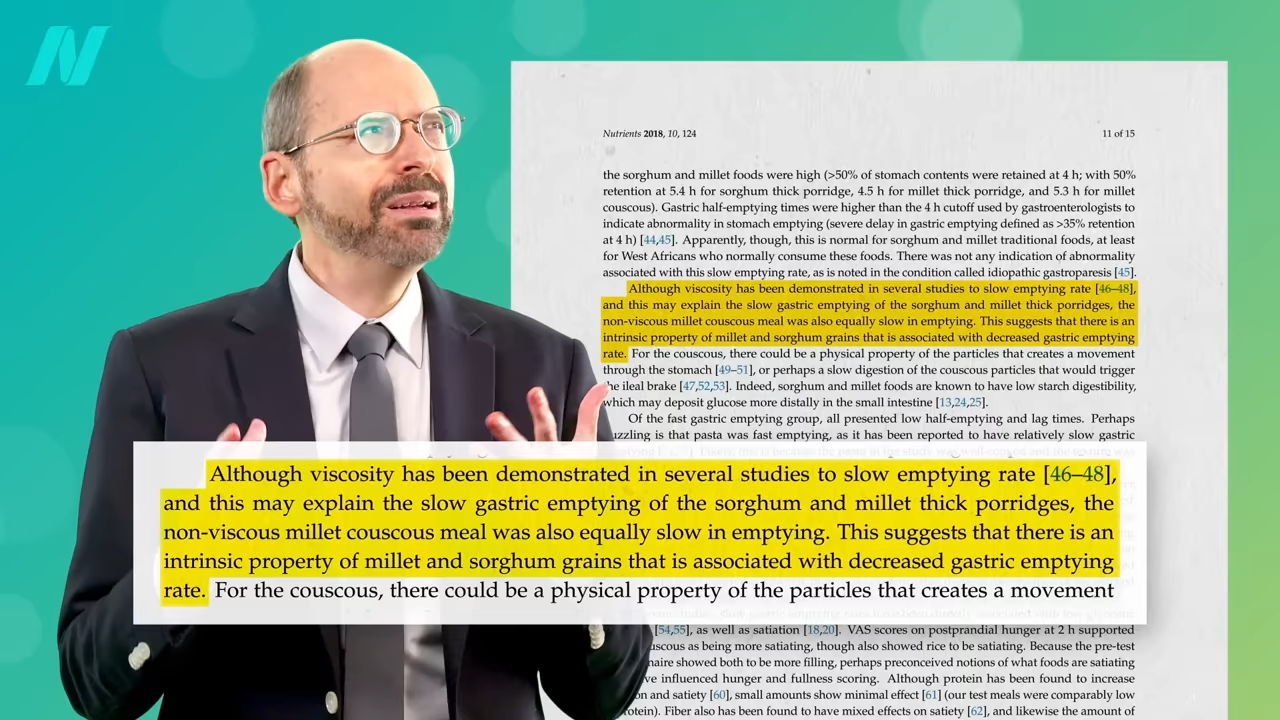 N
Nutrients 2018, 10, 124
11 of 15
the sorghum and millet foods were high (>50% of stomach contents were retained at 4 h; with 50%
retention at 5.4 h for sorghum thick porridge, 4.5 h for millet thick porridge, and 5.3 h for millet
couscous). Gastric half-emptying times were higher than the 4 h cutoff used by gastroenterologists to
indicate abnormality in stomach emptying (severe delay in gastric emptying defined as >35% retention
at 4 h) [44,45]. Apparently, though, this is normal for sorghum and millet traditional foods, at least
for West Africans who normally consume these foods. There was not any indication of abnormality
associated with this slow emptying rate, as is noted in the condition called idiopathic gastroparesis [45].
Although viscosity has been demonstrated in several studies to slow emptying rate [46–48],
and this may explain the slow gastric emptying of the sorghum and millet thick porridges, the
non-viscous millet couscous meal was also equally slow in emptying. This suggests that there is an
intrinsic property of millet and sorghum grains that is associated with decreased gastric emptying
rate. For the couscous, there could be a physical property of the particles that creates a movement
through the stomach [49–51], or perhaps a slow digestion of the couscous particles that would trigger
he ileal brake [47,52,53]. Indeed, sorghum and millet foods are known to have low starch digestibility,
which may deposit glucose more distally in the small intestine [13,24,25].
Of the fast gastric emptying group, all presented low half-emptying and lag times. Perhaps
uzzling is that pasta was fast emptying, as it has been reported to have relatively slow gastric
Although viscosity has been demonstrated in several studies to slow emptying rate [46–48],
and this may explain the slow gastric emptying of the sorghum and millet thick porridges, the
non-viscous millet couscous meal was also equally slow in emptying. This suggests that there is an
intrinsic property of millet and sorghum grains that is associated with decreased gastric emptying
rate. For the couscous, there could be a physical property of the particles that creates a movement
[54,55], as well as satiation [18,20]. VAS scores on postprandial hunger at 2 h supported
uscous as being more satiating, though also showed rice to be satiating. Because the pre-test
naire showed both to be more filling, perhaps preconceived notions of what foods are satiating
ve influenced hunger and fullness scoring. Although protein has been found to increase
on and satiety [60], small amounts show minimal effect [61] (our test meals were comparably low
rotein). Fiber also has been found to have mixed effects on satiety [62], and likewise the amount of